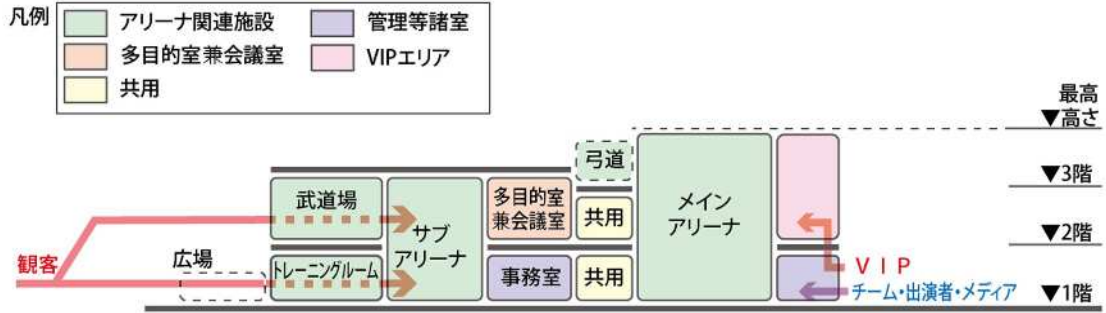 凡例
アリーナ関連施設
管理等諸室
多目的室兼会議室
VIPエリア
共用
最高
▼高さ
弓道
武道場
多目的室
兼会議室
サブ
アリーナ
共用
メイン
アリーナ
▼3階
▼2階
観客
広場
トレーニングルーム
事務室
共用
VIP
チーム・出演者・メディア
▼1階